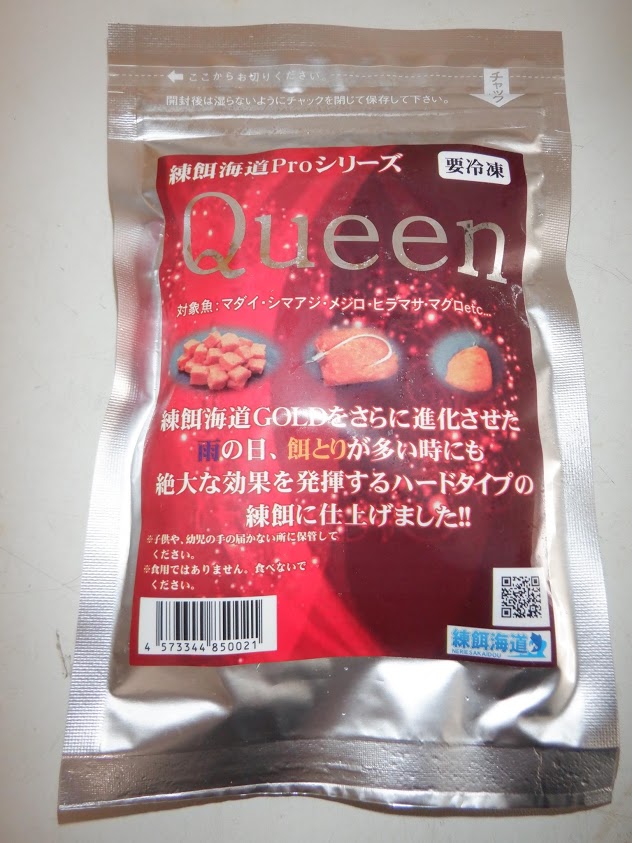 ここからお切りください
チャック
開封後は湿らないようにチャックを閉じて保存して下さい。
練餌海道Proシリーズ
要冷凍
Queen
対象魚：マダイ・シマアジ・メジロ・ヒラマサ・マグロetc...
練餌海道GOLDをさらに進化させた
雨の日、餌とりが多い時にも
絶大な効果を発揮するハードタイプの
練餌に仕上げました!!
※子供や、幼児の手の届かない所に保管して
ください。
※食用ではありません。食べないで
ください。
4 573344 850021
練餌海道
NERIESAKAIDOU